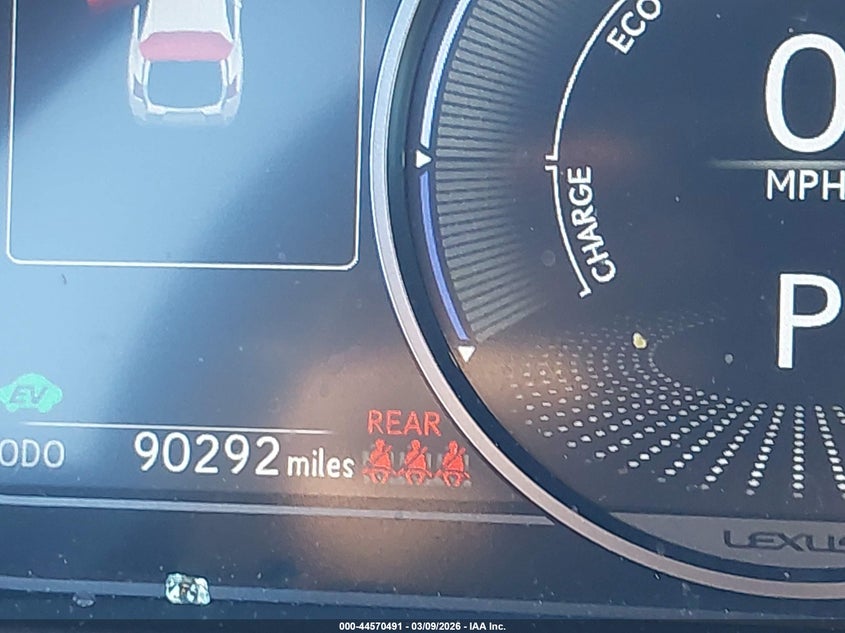 ECO
0
MPH
CHARGE
P
EV
REAR
ODO 90292 miles
LEXUS
000-44570491 - 03/09/2026 - IAA Inc.